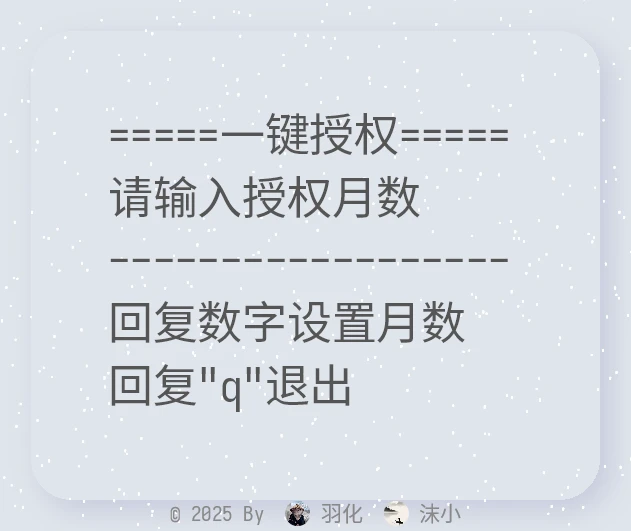 =====一键授权=====
请输入授权月数
------------------
回复数字设置月数
回复"q"退出
© 2025 By 羽化 沫小